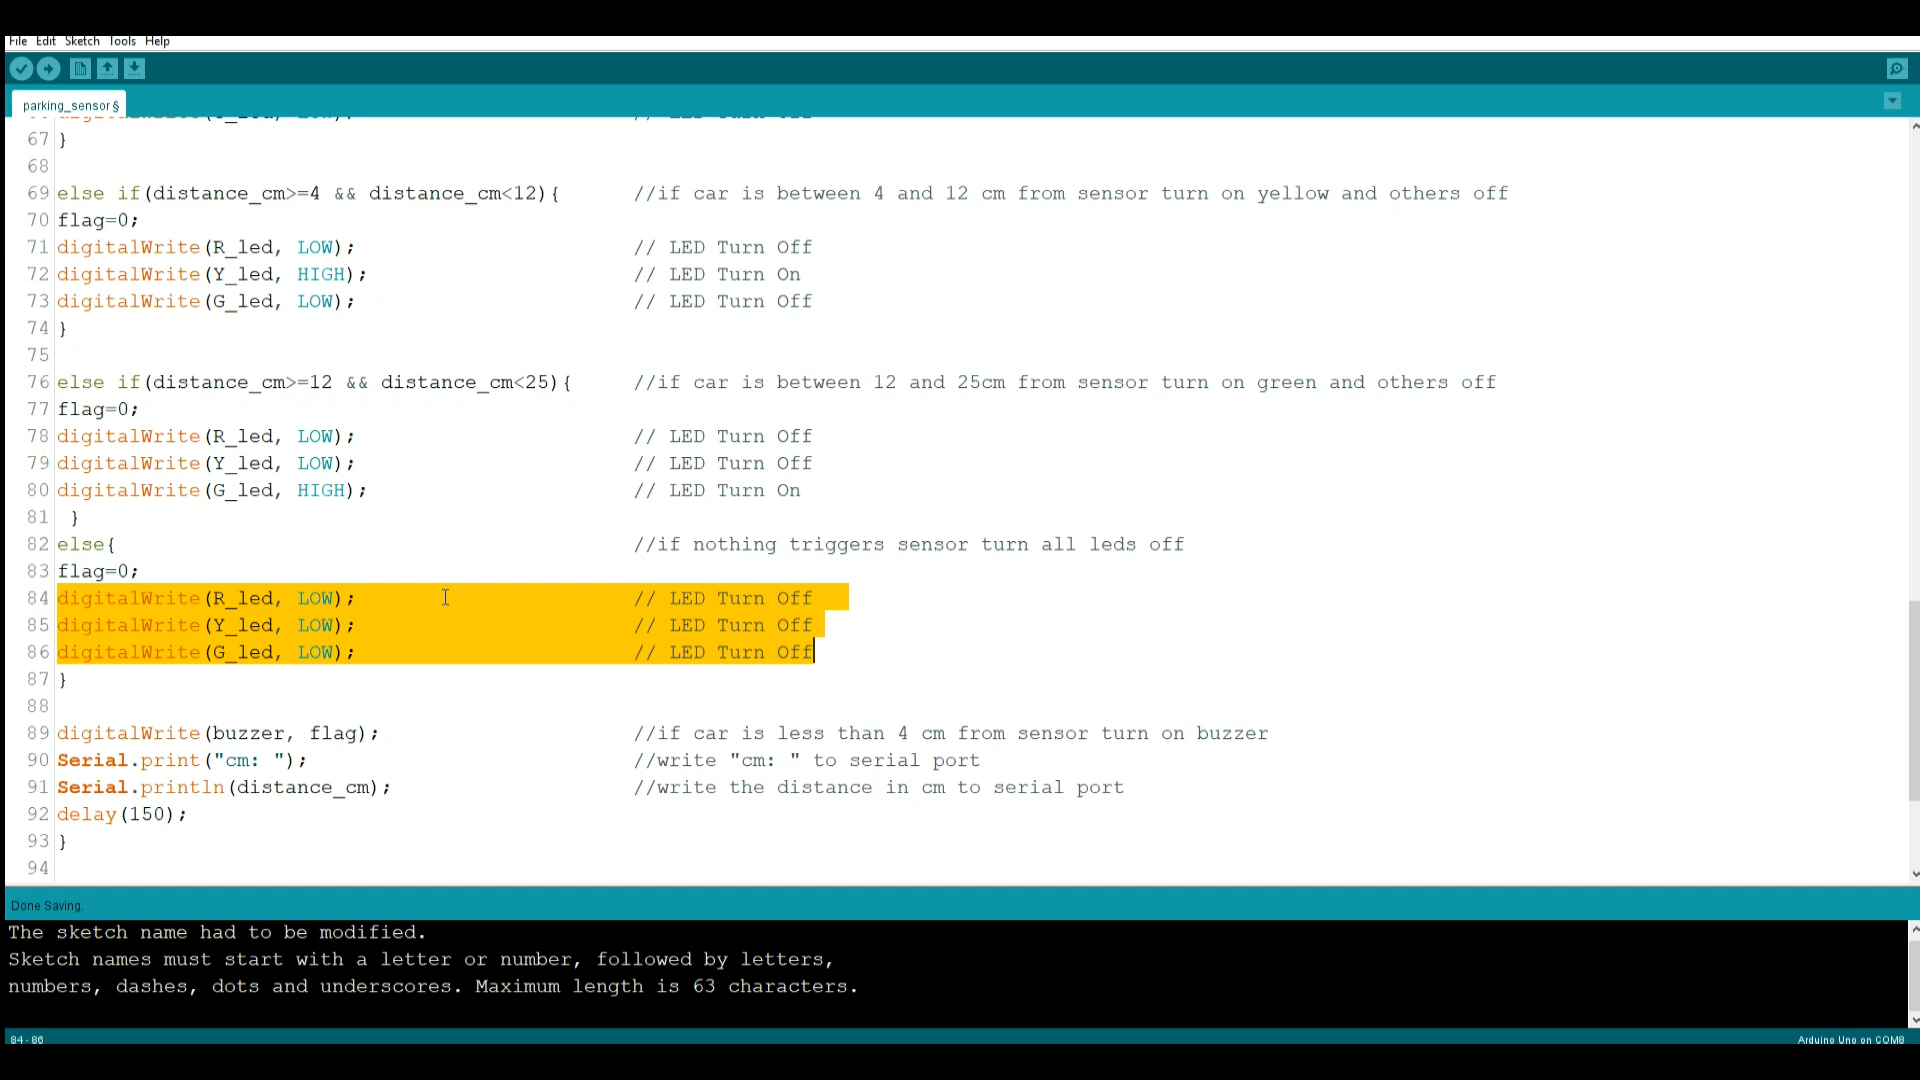 File Edit Sketch Tools Help
parking_sensor §
67 }
68
69 else if(distance_cm>=4 && distance_cm<12){ //if car is between 4 and 12 cm from sensor turn on yellow and others off
70 flag=0;
71 digitalWrite(R_led, LOW); // LED Turn Off
72 digitalWrite(Y_led, HIGH); // LED Turn On
73 digitalWrite(G_led, LOW); // LED Turn Off
74 }
75
76 else if(distance_cm>=12 && distance_cm<25){ //if car is between 12 and 25cm from sensor turn on green and others off
77 flag=0;
78 digitalWrite(R_led, LOW); // LED Turn Off
79 digitalWrite(Y_led, LOW); // LED Turn Off
80 digitalWrite(G_led, HIGH); // LED Turn On
81 }
82 else{ //if nothing triggers sensor turn all leds off
83 flag=0;
84 digitalWrite(R_led, LOW); // LED Turn Off
85 digitalWrite(Y_led, LOW); // LED Turn Off
86 digitalWrite(G_led, LOW); // LED Turn Off
87 }
88
89 digitalWrite(buzzer, flag); //if car is less than 4 cm from sensor turn on buzzer
90 Serial.print("cm: "); //write "cm: " to serial port
91 Serial.println(distance_cm); //write the distance in cm to serial port
92 delay(150);
93 }
94
Done Saving.
The sketch name had to be modified.
Sketch names must start with a letter or number, followed by letters,
numbers, dashes, dots and underscores. Maximum length is 63 characters.
84 - 86 Arduino Uno on COM8